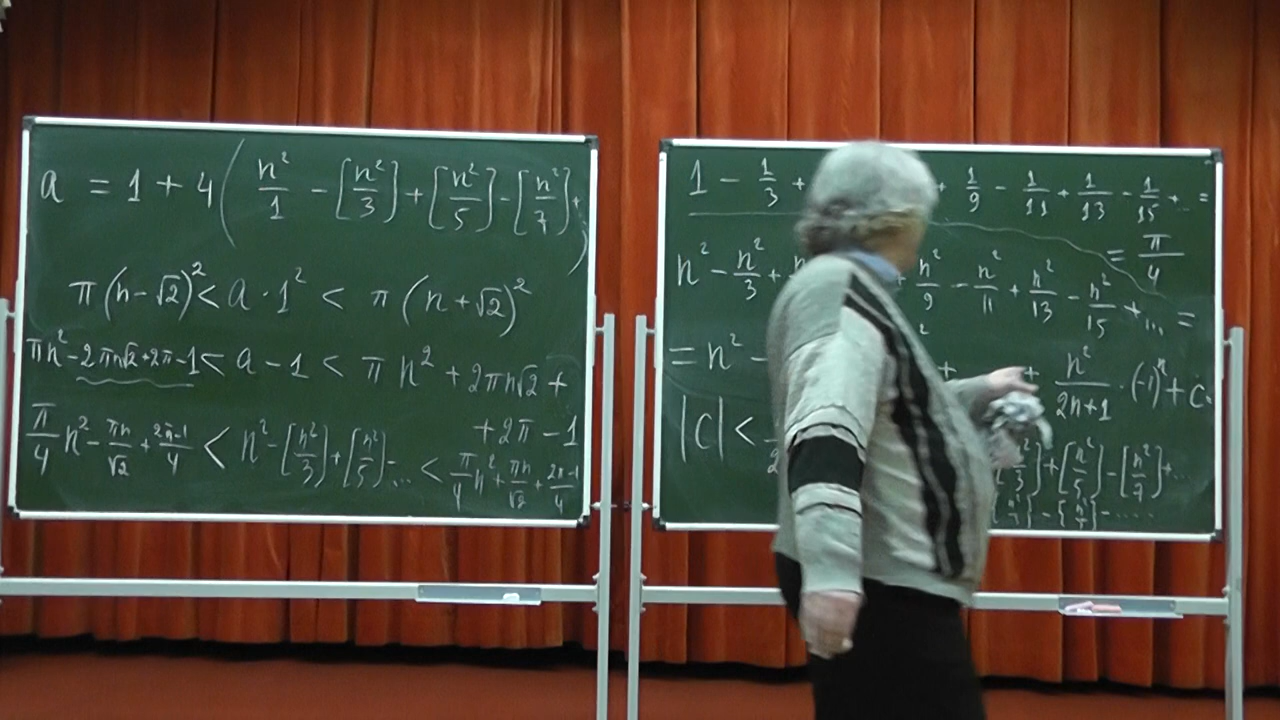 a = 1 + 4( n²/1 - [n²/3] + [n²/5] - [n²/7] + )
π(n-√2)² < a · 1² < π(n+√2)²
πn² - 2πn√2 + 2π - 1 < a - 1 < πn² + 2πn√2 +
+ 2π - 1
π/4 n² - πn/√2 + 2π-1/4 < n² - [n²/3] + [n²/5] - ... < π/4 n² + πn/√2 + 2π-1/4
1 - 1/3 + + 1/9 - 1/11 + 1/13 - 1/15 + .. =
= π/4
n² - n²/3 + n²/9 - n²/11 + n²/13 - n²/15 + ... =
= n² - + + n²/2n+1 · (-1)ⁿ + c.
|c| < + [n²/5] - [n²/7] + ...